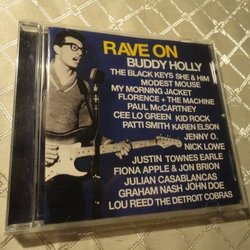 RAVE ON
BUDDY HOLLY
THE BLACK KEYS SHE & HIM
MODEST MOUSE
MY MORNING JACKET
FLORENCE + THE MACHINE
PAUL McCARTNEY
CEE LO GREEN KID ROCK
PATTI SMITH KAREN ELSON
JENNY O.
NICK LOWE
JUSTIN TOWNES EARLE
FIONA APPLE & JON BRION
JULIAN CASABLANCAS
GRAHAM NASH JOHN DOE
LOU REED THE DETROIT COBRAS